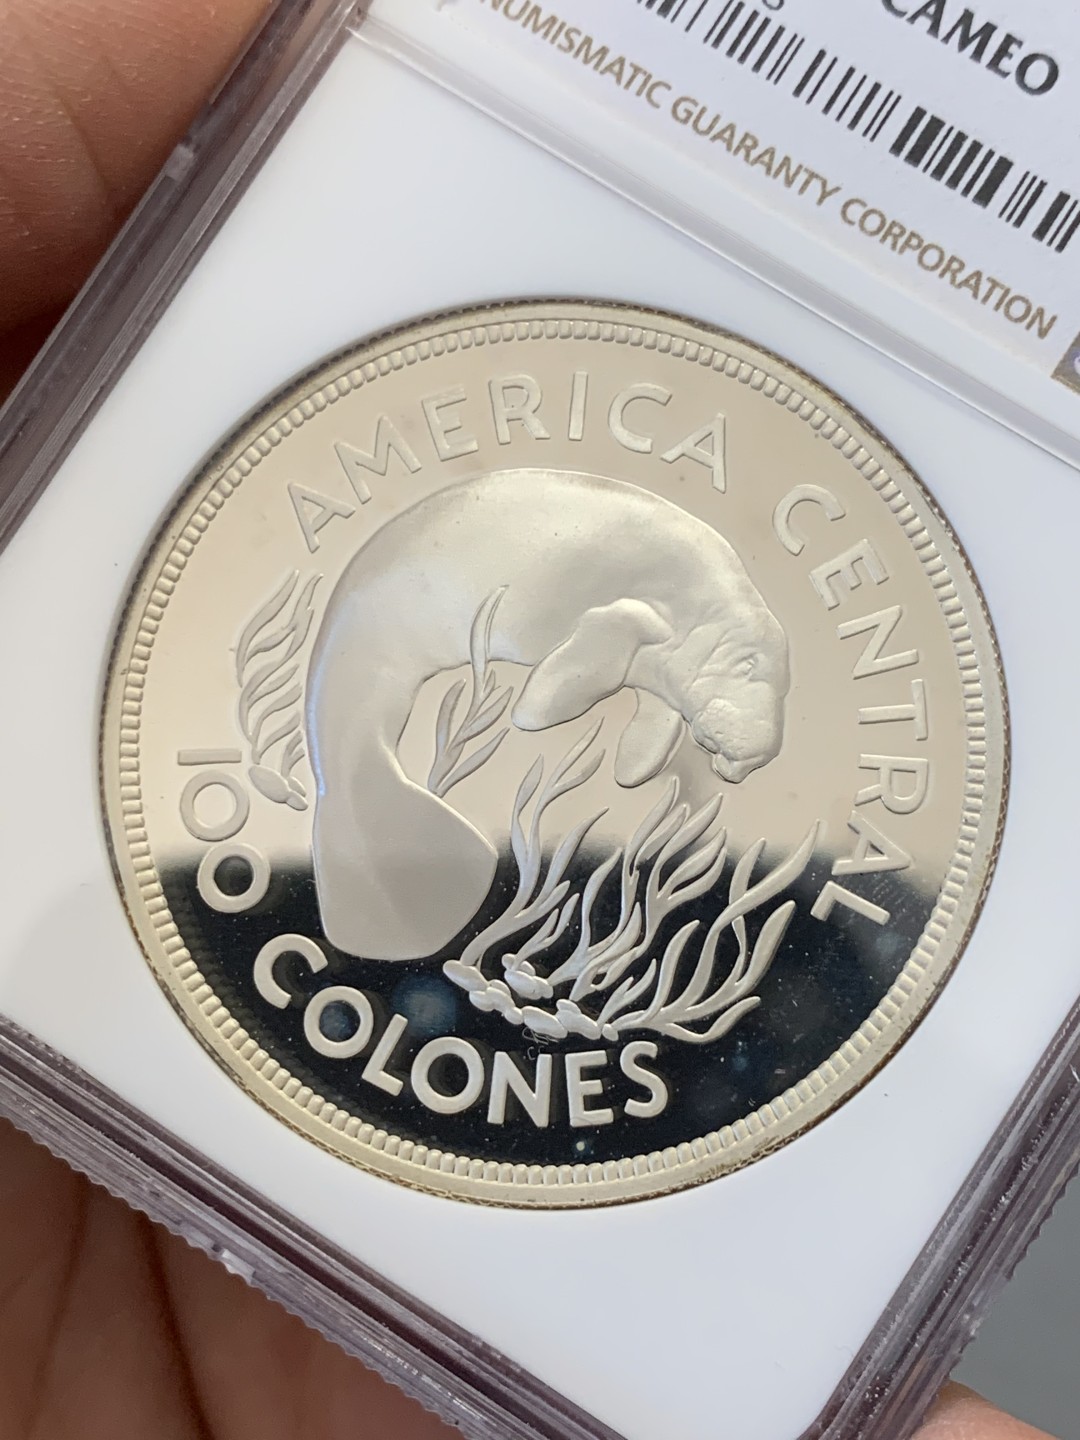 CAMEO
NUMISMATIC GUARANTY CORPORATION
AMERICA CENTRAL
100 COLONES